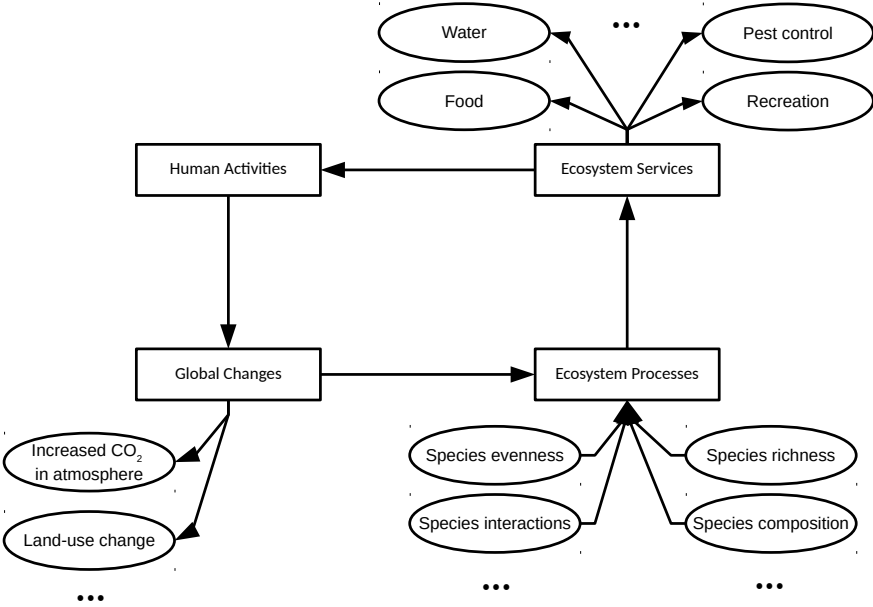 Water
•••
Pest control
Food
Recreation
Human Activities
Ecosystem Services
Global Changes
Ecosystem Processes
Increased CO₂
in atmosphere
Species evenness
Species richness
Species interactions
Species composition
Land-use change
•••
•••
•••